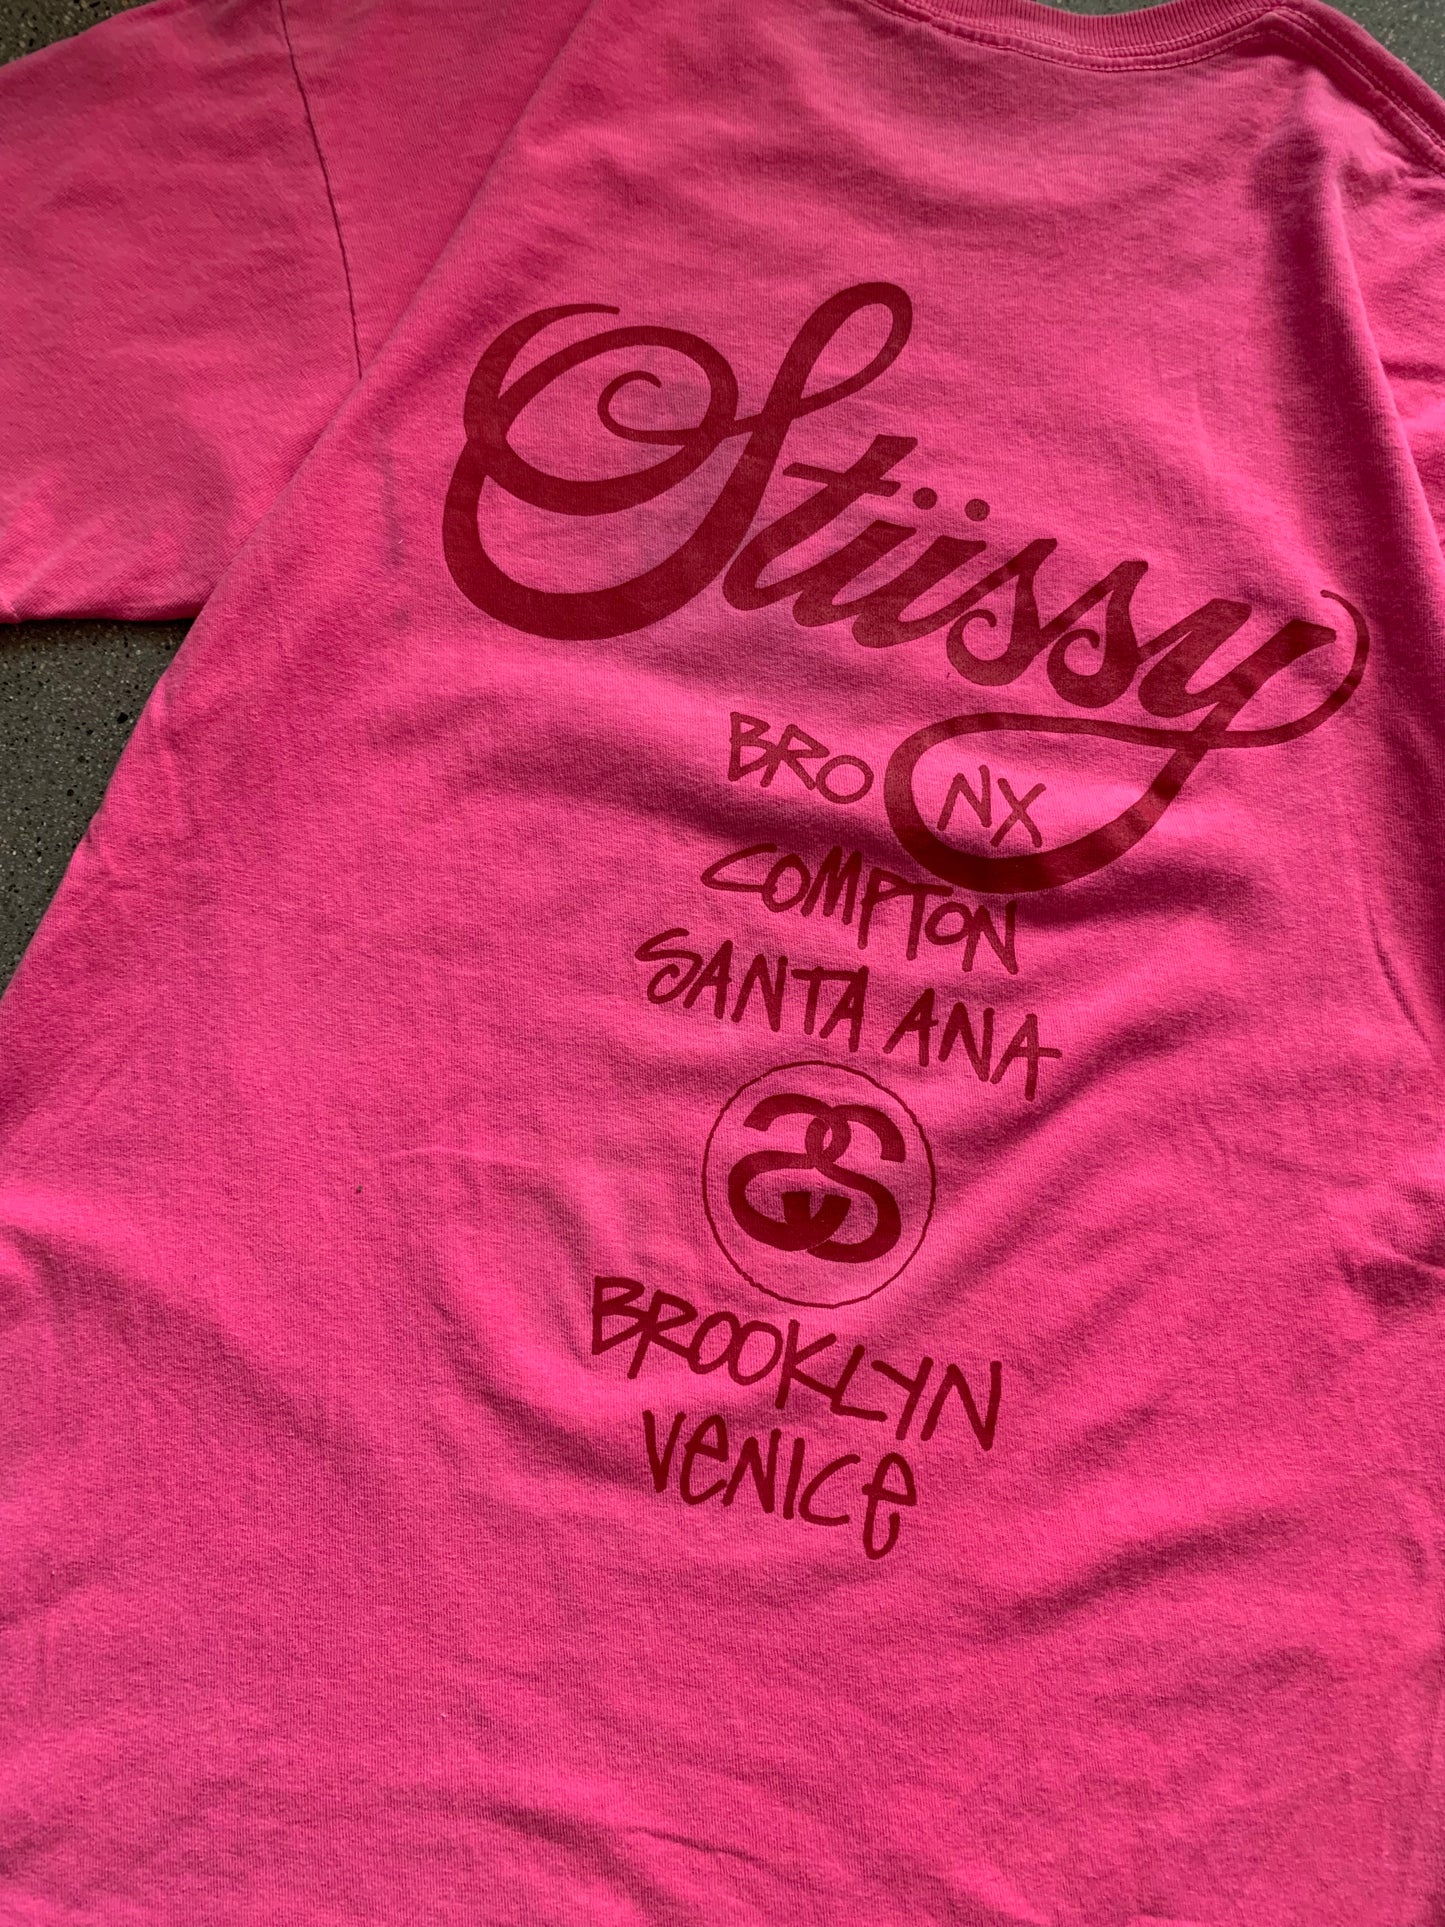 Stüssy
BRONX
COMPTON
SANTA ANA
SS
BROOKLYN
VeNICe